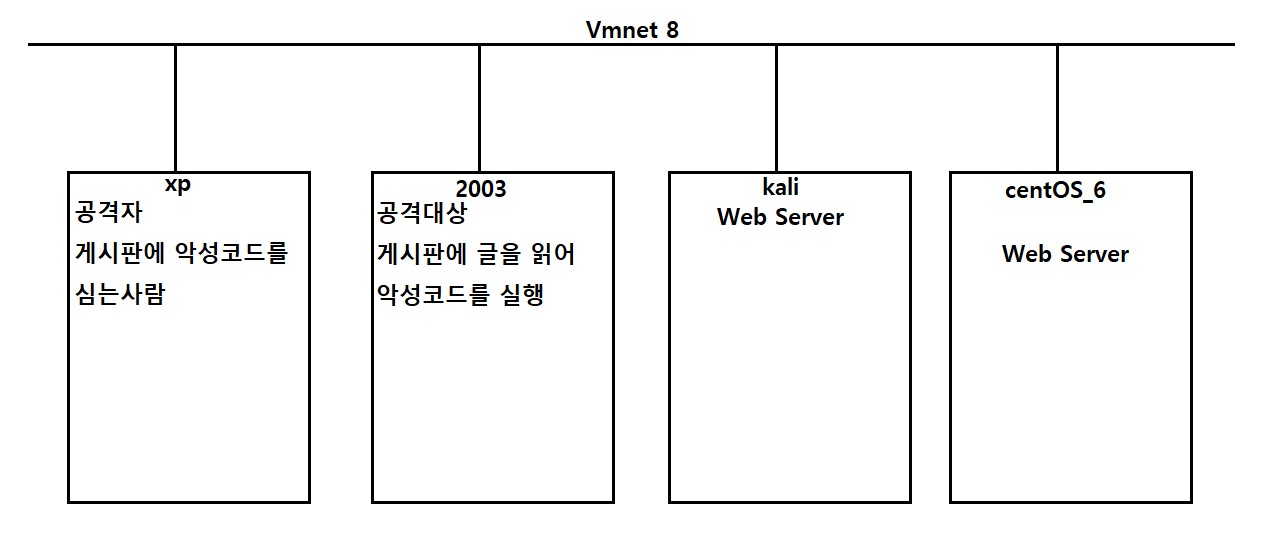 Vmnet 8
xp
공격자
게시판에 악성코드를
심는사람
2003
공격대상
게시판에 글을 읽어
악성코드를 실행
kali
Web Server
centOS_6
Web Server